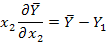 x₂ ∂Ȳ/∂x₂ = Ȳ − Y₁